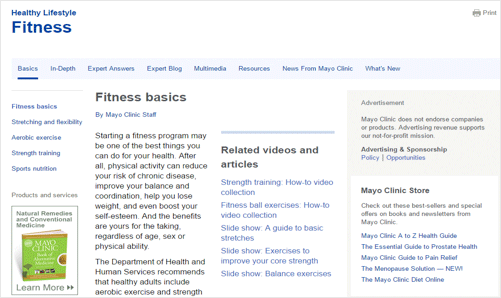 Healthy Lifestyle
Print
Fitness
Basics In-Depth Expert Answers Expert Blog Multimedia Resources News From Mayo Clinic What's New
Fitness basics
Stretching and flexibility
Aerobic exercise
Strength training
Sports nutrition
Products and services
Natural Remedies
and Conventional
Medicine
MAYO
CLINIC
Book of
Alternative Medicine
Learn More
Fitness basics
By Mayo Clinic Staff
Starting a fitness program may
be one of the best things you
can do for your health. After
all, physical activity can reduce
your risk of chronic disease,
improve your balance and
coordination, help you lose
weight, and even boost your
self-esteem. And the benefits
are yours for the taking,
regardless of age, sex or
physical ability.
The Department of Health and
Human Services recommends
that healthy adults include
aerobic exercise and strength
Related videos and
articles
Strength training: How-to video
collection
Fitness ball exercises: How-to
video collection
Slide show: A guide to basic
stretches
Slide show: Exercises to
improve your core strength
Slide show: Balance exercises
Advertisement
Mayo Clinic does not endorse companies
or products. Advertising revenue supports
our not-for-profit mission.
Advertising & Sponsorship
Policy | Opportunities
Mayo Clinic Store
Check out these best-sellers and special
offers on books and newsletters from
Mayo Clinic.
Mayo Clinic A to Z Health Guide
The Essential Guide to Prostate Health
Mayo Clinic Guide to Pain Relief
The Menopause Solution — NEW!
The Mayo Clinic Diet Online